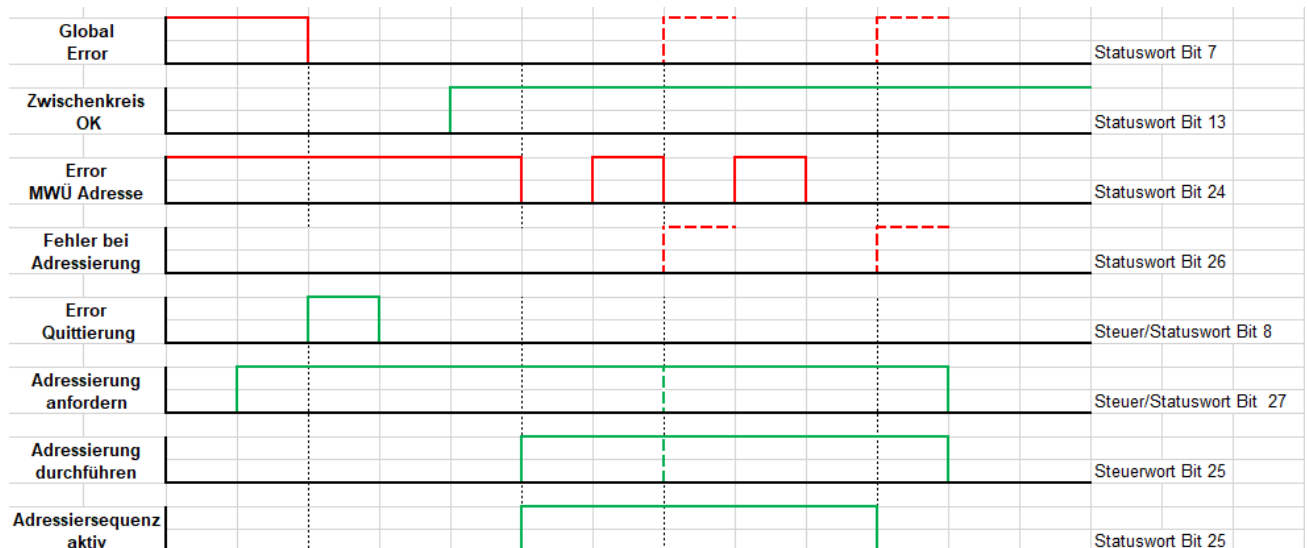 Global
Error
Statuswort Bit 7
Zwischenkreis
OK
Statuswort Bit 13
Error
MWÜ Adresse
Statuswort Bit 24
Fehler bei
Adressierung
Statuswort Bit 26
Error
Quittierung
Steuer/Statuswort Bit 8
Adressierung
anfordern
Steuer/Statuswort Bit 27
Adressierung
durchführen
Steuerwort Bit 25
Adressiersequenz
aktiv
Statuswort Bit 25